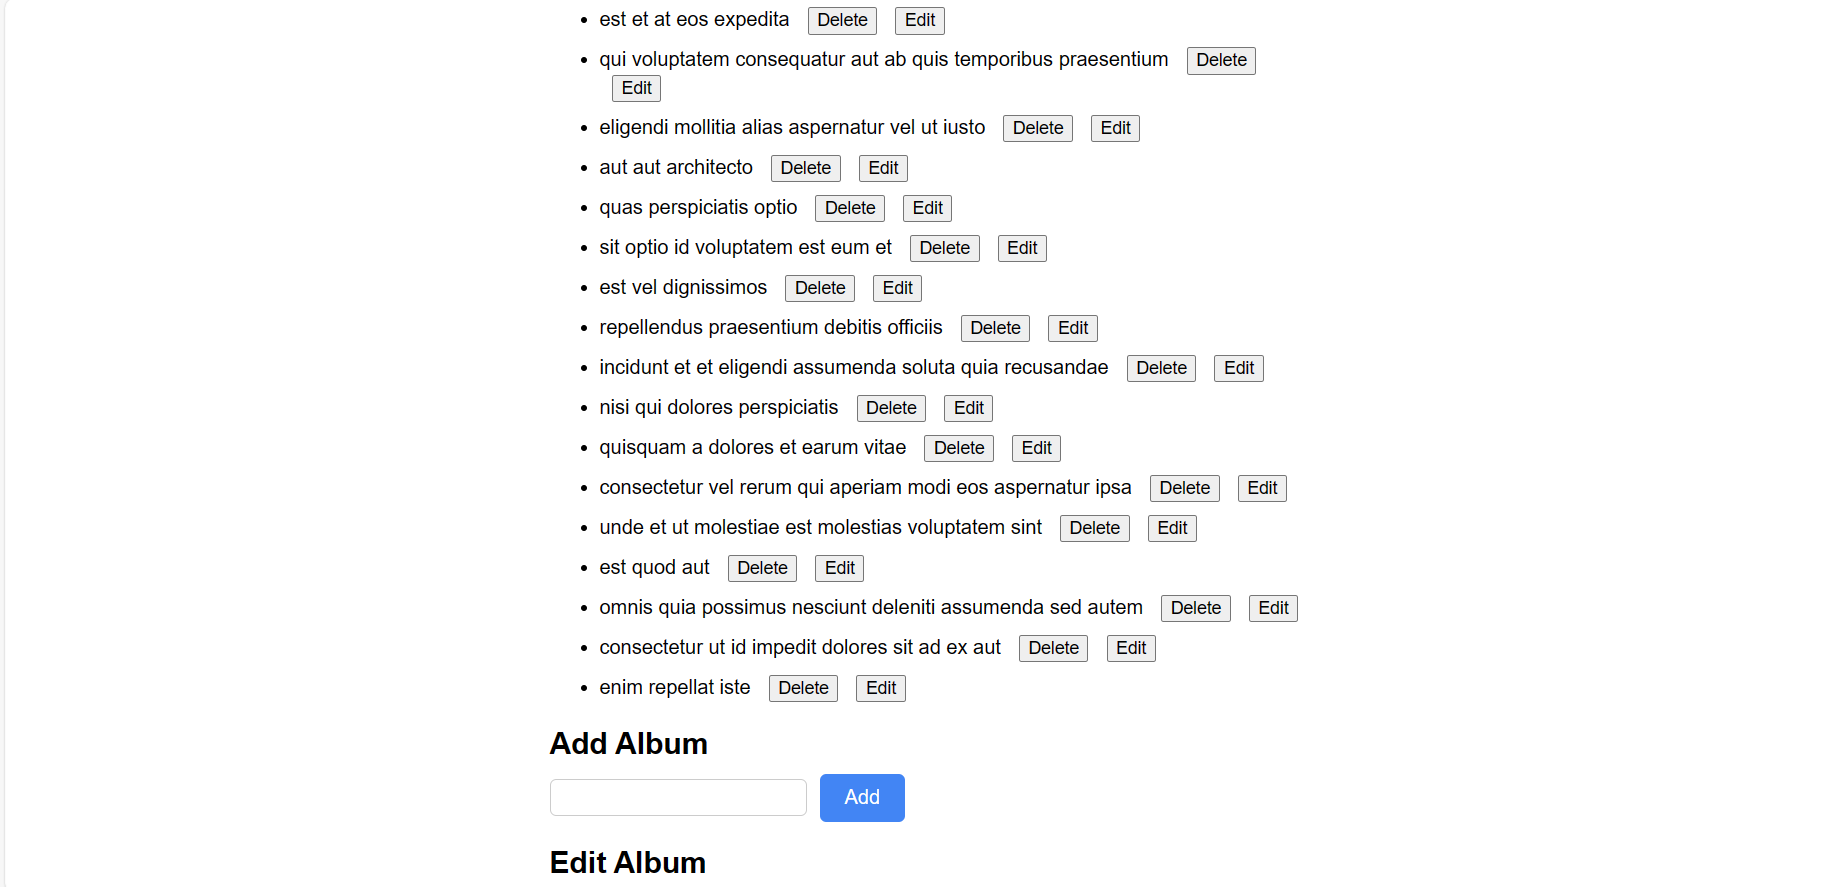 est et at eos expedita Delete Edit
qui voluptatem consequatur aut ab quis temporibus praesentium Delete
Edit
eligendi mollitia alias aspernatur vel ut iusto Delete Edit
aut aut architecto Delete Edit
quas perspiciatis optio Delete Edit
sit optio id voluptatem est eum et Delete Edit
est vel dignissimos Delete Edit
repellendus praesentium debitis officiis Delete Edit
incidunt et et eligendi assumenda soluta quia recusandae Delete Edit
nisi qui dolores perspiciatis Delete Edit
quisquam a dolores et earum vitae Delete Edit
consectetur vel rerum qui aperiam modi eos aspernatur ipsa Delete Edit
unde et ut molestiae est molestias voluptatem sint Delete Edit
est quod aut Delete Edit
omnis quia possimus nesciunt deleniti assumenda sed autem Delete Edit
consectetur ut id impedit dolores sit ad ex aut Delete Edit
enim repellat iste Delete Edit
Add Album
Add
Edit Album